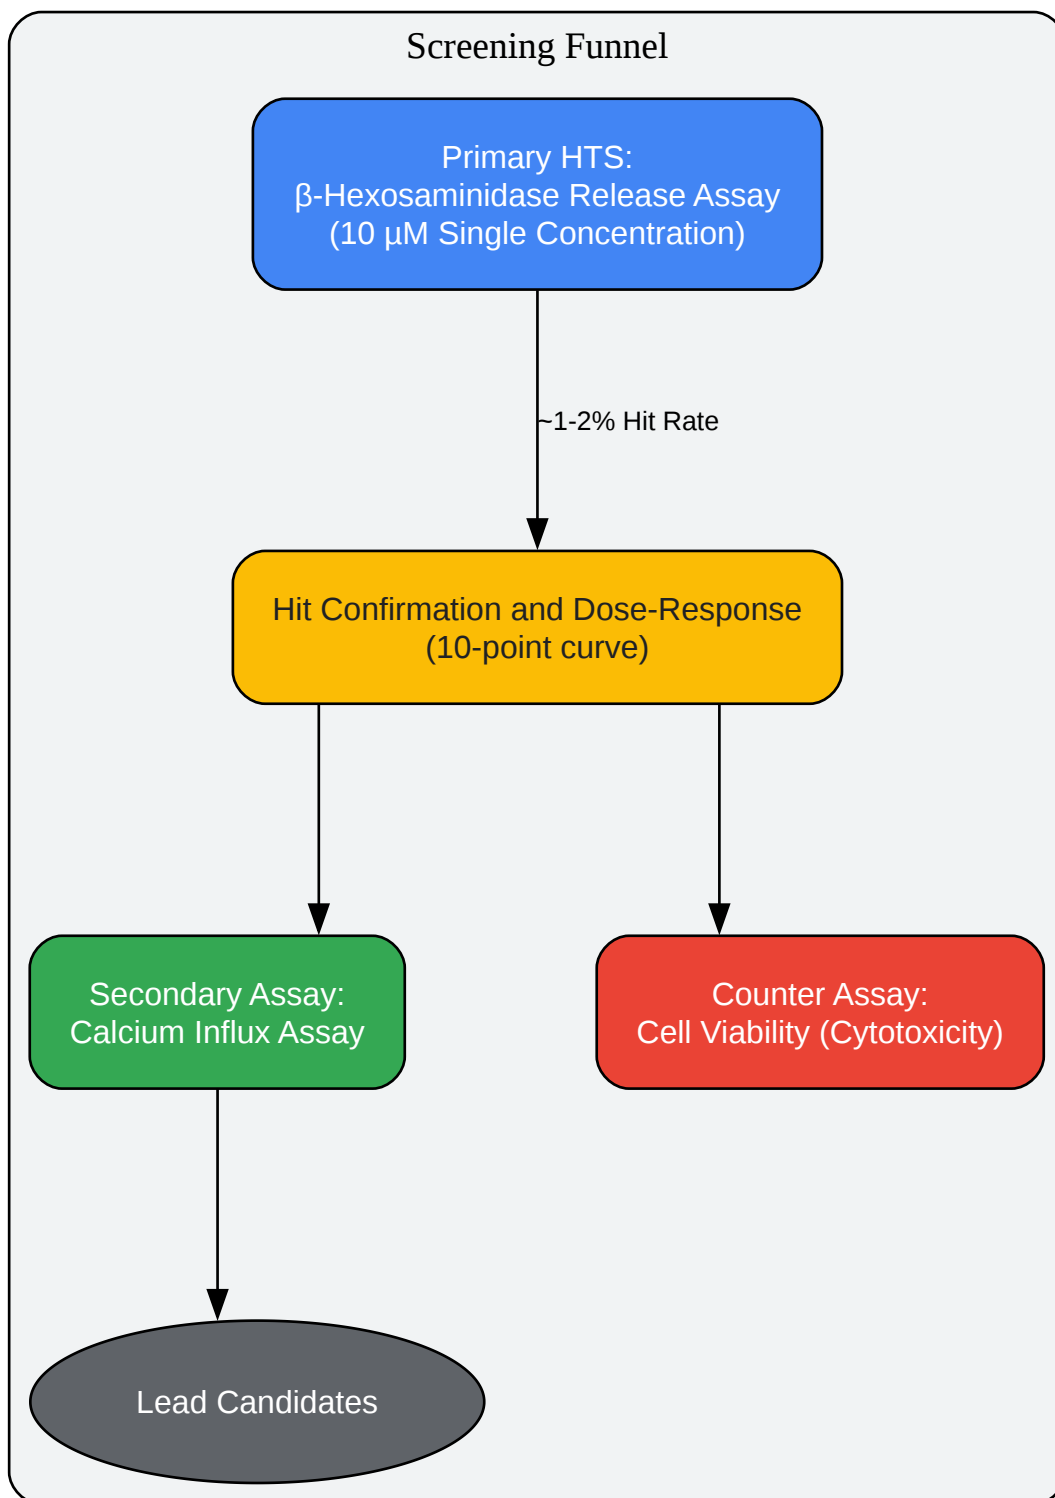 Screening Funnel
Primary HTS:
β-Hexosaminidase Release Assay
(10 µM Single Concentration)
~1-2% Hit Rate
Hit Confirmation and Dose-Response
(10-point curve)
Secondary Assay:
Calcium Influx Assay
Counter Assay:
Cell Viability (Cytotoxicity)
Lead Candidates